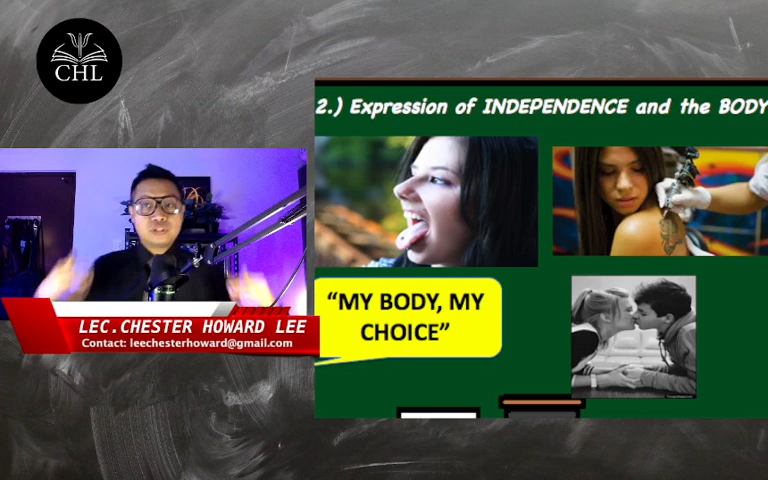 CHL
2.) Expression of INDEPENDENCE and the BODY
"MY BODY, MY
CHOICE"
LEC.CHESTER HOWARD LEE
Contact: leechesterhoward@gmail.com